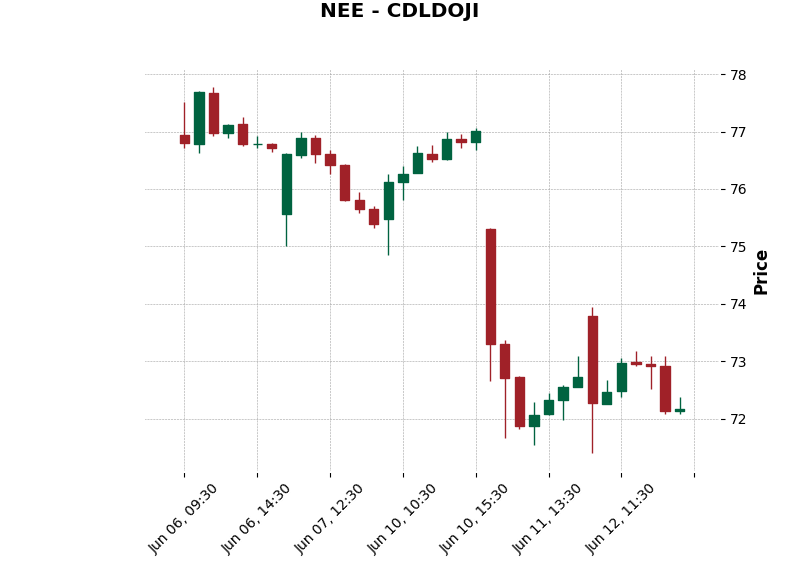 NEE - CDLDOJI
78
77
76
75
74
73
72
Price
Jun 06, 09:30
Jun 06, 14:30
Jun 07, 12:30
Jun 10, 10:30
Jun 10, 15:30
Jun 11, 13:30
Jun 12, 11:30